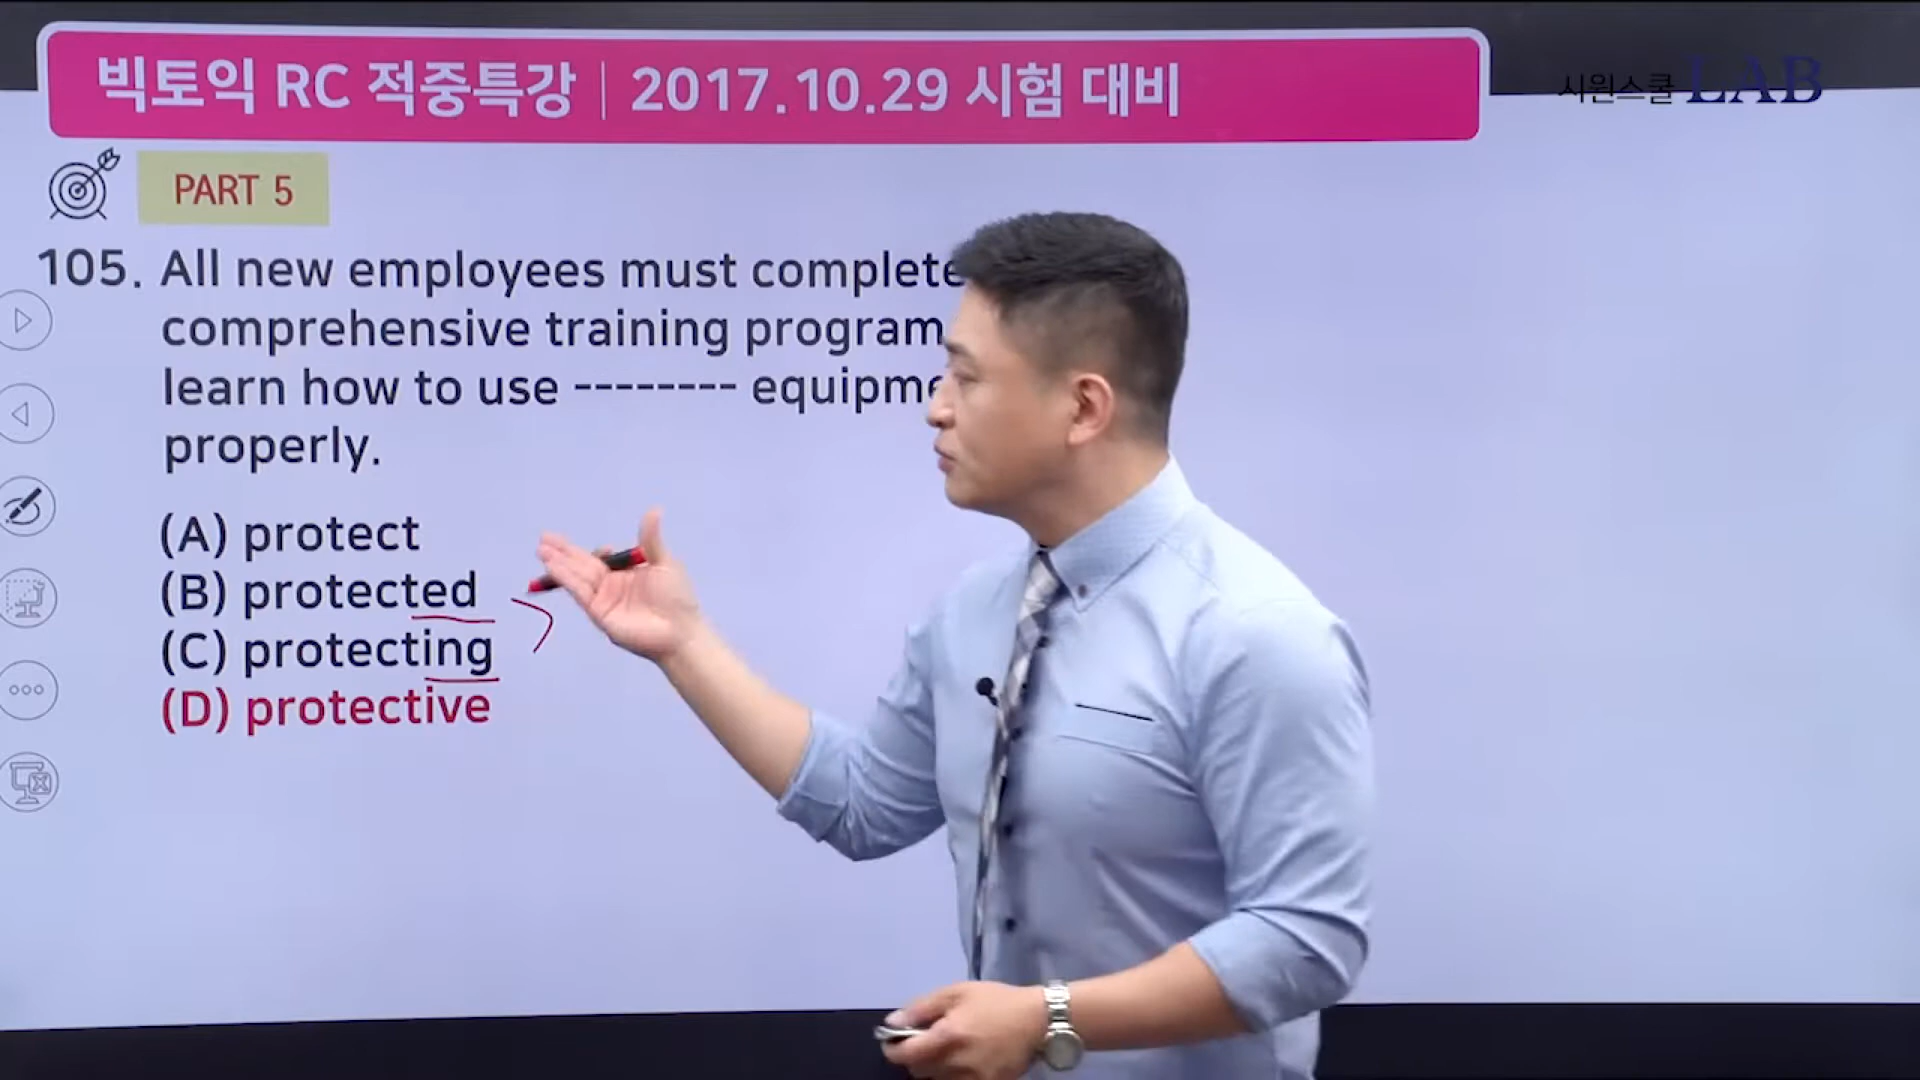 빅토익 RC 적중특강 | 2017.10.29 시험 대비
시원스쿨 LAB
PART 5
105. All new employees must complete
comprehensive training program
learn how to use -------- equipme
properly.
(A) protect
(B) protected
(C) protecting
(D) protective